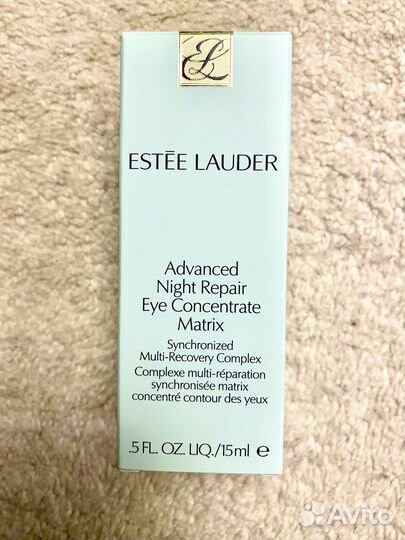 EL
ESTĒE LAUDER
Advanced
Night Repair
Eye Concentrate
Matrix
Synchronized
Multi-Recovery Complex
Complexe multi-réparation
synchronisée matrix
concentré contour des yeux
.5 FL. OZ. LIQ./15ml ℮
Avito